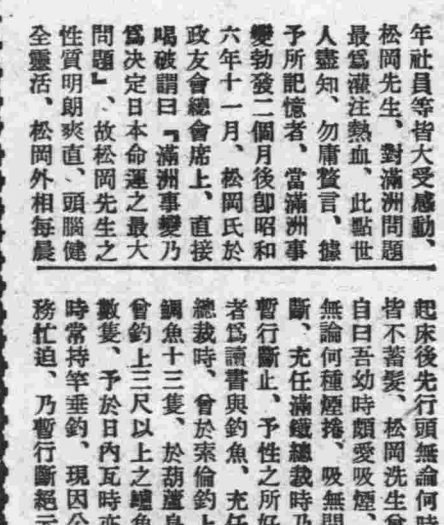 年社員等皆大受感動、
松岡先生、對滿洲問題
最爲灌注熱血、此點世
人盡知、勿庸贅言、據
予所記憶者、當滿洲事
變勃發二個月後卽昭和
六年十一月、松岡氏於
政友會總會席上、直接
喝破謂曰『滿洲事變乃
爲決定日本命運之最大
問題』、故松岡先生之
性質明朗爽直、頭腦健
全靈活、松岡外相每晨
起床後先行頭無論何時
皆不蓄髮、松岡洗生
自曰吾幼時頗愛吸煙、
無論何種煙捲、吸無間
斷、充任滿鐵總裁時乃
暫行斷止、予性之所好
者爲讀書與釣魚、充任
總裁時、曾於索倫釣上
鯛魚十三隻、於葫蘆島
曾釣上三尺以上之鱸魚
數隻、予於日內瓦時亦
時常持竿垂釣、現因公
務忙迫、乃暫行斷絕云